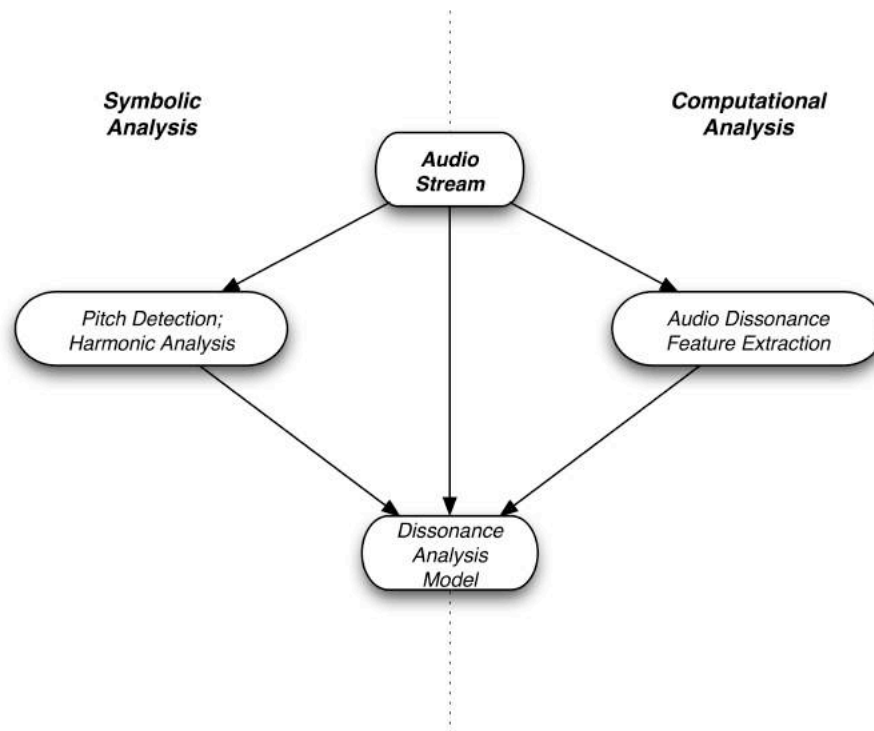 Symbolic
Analysis
Computational
Analysis
Audio
Stream
Pitch Detection;
Harmonic Analysis
Audio Dissonance
Feature Extraction
Dissonance
Analysis
Model